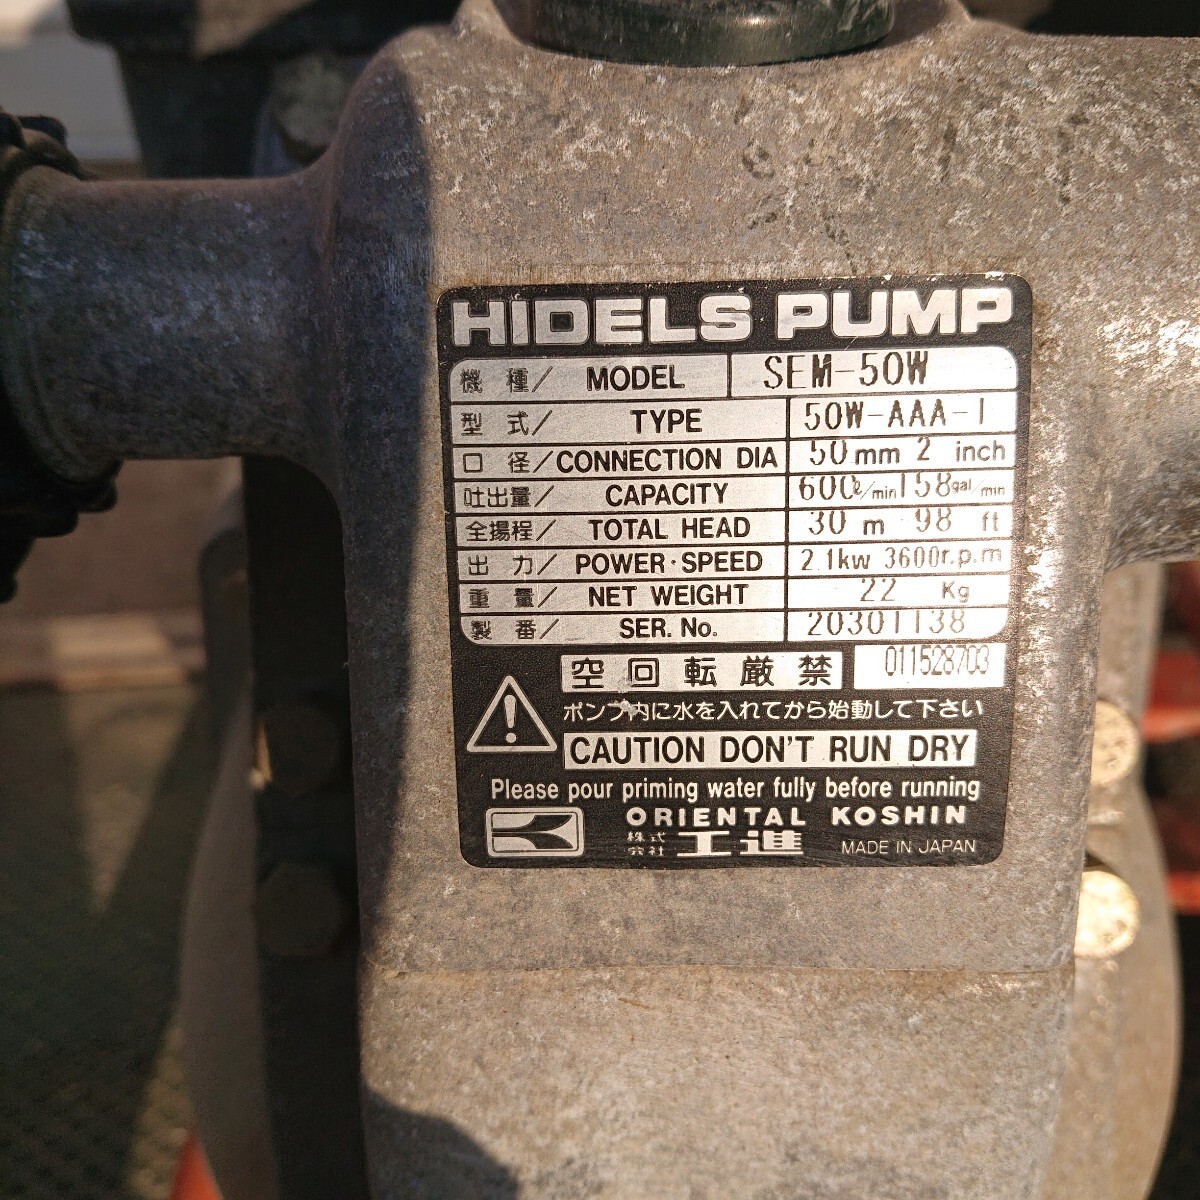 HiDELS PUMP
機種/ MODEL SEM-50W
型式/ TYPE 50W-AAA-1
口径/CONNECTION DIA 50mm 2 inch
吐出量/ CAPACITY 600ℓ/min 158gal/min
全揚程/ TOTAL HEAD 30 m 98 ft
出力/ POWER・SPEED 2.1kw 3600r.p.m
重量/ NET WEIGHT 22 Kg
製番/ SER. No. 20301138
空回転厳禁 011528703
ポンプ内に水を入れてから始動して下さい
CAUTION DON'T RUN DRY
Please pour priming water fully before running
ORIENTAL KOSHIN
株式会社 工進 MADE IN JAPAN